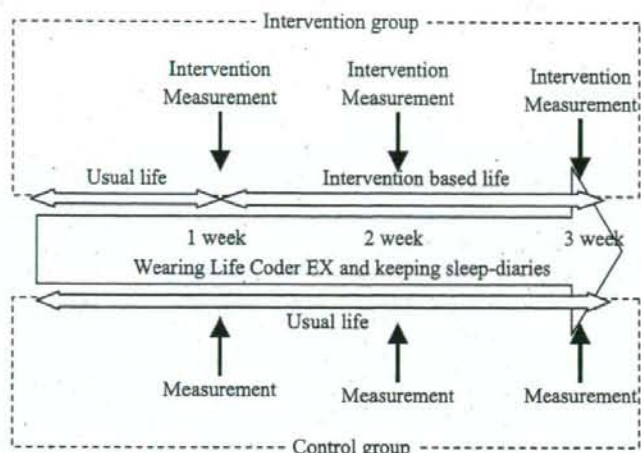 Intervention group
Intervention
Measurement
Intervention
Measurement
Intervention
Measurement
Usual life
Intervention based life
1 week
2 week
3 week
Wearing Life Coder EX and keeping sleep-diaries
Usual life
Measurement
Measurement
Measurement
Control group